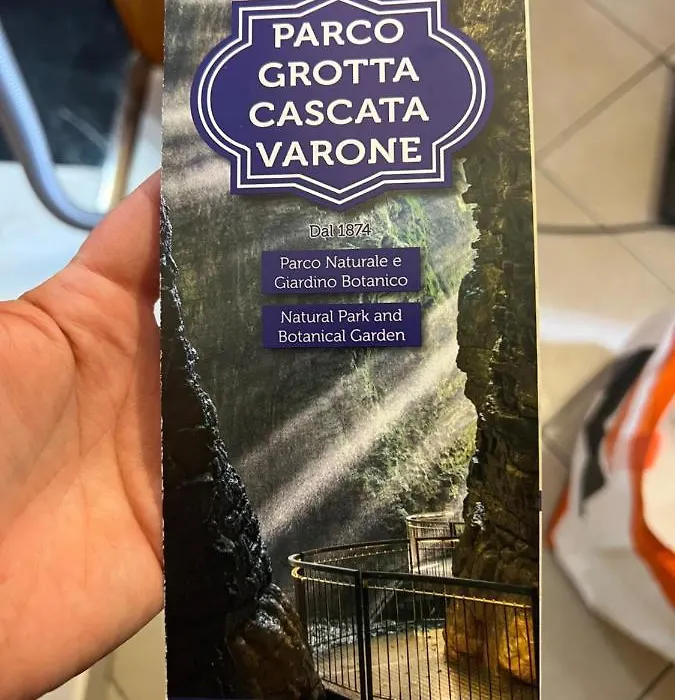 PARCO
GROTTA
CASCATA
VARONE
Dal 1874
Parco Naturale e
Giardino Botanico
Natural Park and
Botanical Garden